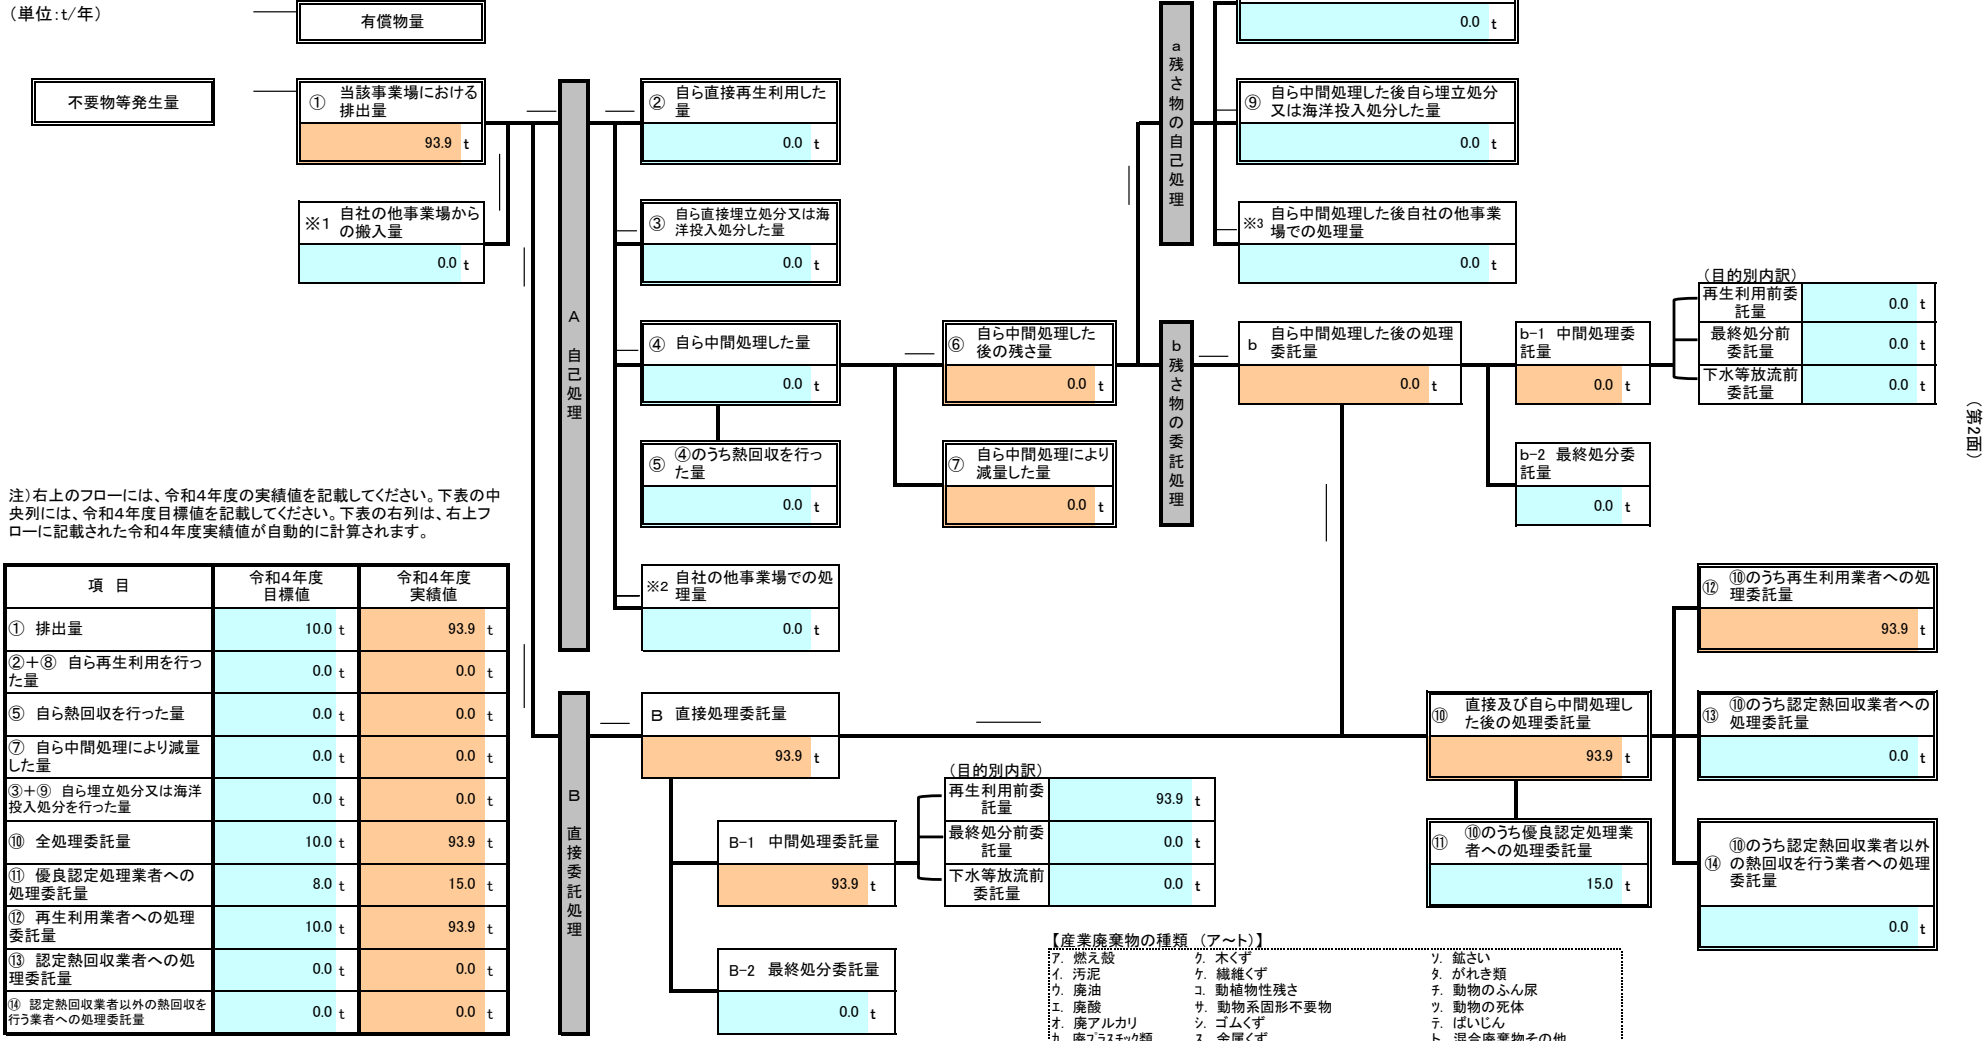 (単位:t/年)
有償物量
不要物等発生量
① 当該事業場における
排出量
93.9 t
※1 自社の他事業場から
の搬入量
0.0 t
A 自己処理
② 自ら直接再生利用した
量
0.0 t
③ 自ら直接埋立処分又は海
洋投入処分した量
0.0 t
④ 自ら中間処理した量
0.0 t
⑤ ④のうち熱回収を行っ
た量
0.0 t
※2 自社の他事業場での処
理量
0.0 t
⑥ 自ら中間処理した
後の残さ量
0.0 t
⑦ 自ら中間処理により
減量した量
0.0 t
a 残さ物の自己処理
0.0 t
⑨ 自ら中間処理した後自ら埋立処分
又は海洋投入処分した量
0.0 t
※3 自ら中間処理した後自社の他事業
場での処理量
0.0 t
b 残さ物の委託処理
b 自ら中間処理した後の処理
委託量
0.0 t
b-1 中間処理委
託量
0.0 t
b-2 最終処分委
託量
0.0 t
(目的別内訳)
再生利用前委
託量
0.0 t
最終処分前
委託量
0.0 t
下水等放流前
委託量
0.0 t
(第2面)
注)右上のフローには、令和4年度の実績値を記載してください。下表の中
央列には、令和4年度目標値を記載してください。下表の右列は、右上フ
ローに記載された令和4年度実績値が自動的に計算されます。
項 目 令和4年度 令和4年度
目標値 実績値
① 排出量 10.0 t 93.9 t
②+⑧ 自ら再生利用を行っ
た量 0.0 t 0.0 t
⑤ 自ら熱回収を行った量 0.0 t 0.0 t
⑦ 自ら中間処理により減量
した量 0.0 t 0.0 t
③+⑨ 自ら埋立処分又は海洋
投入処分を行った量 0.0 t 0.0 t
⑩ 全処理委託量 10.0 t 93.9 t
⑪ 優良認定処理業者への
処理委託量 8.0 t 15.0 t
⑫ 再生利用業者への処理
委託量 10.0 t 93.9 t
⑬ 認定熱回収業者への処
理委託量 0.0 t 0.0 t
⑭ 認定熱回収業者以外の熱回収を
行う業者への処理委託量 0.0 t 0.0 t
B 直接委託処理
B 直接処理委託量
93.9 t
B-1 中間処理委託量
93.9 t
B-2 最終処分委託量
0.0 t
(目的別内訳)
再生利用前委
託量
93.9 t
最終処分前委
託量
0.0 t
下水等放流前
委託量
0.0 t
⑩ 直接及び自ら中間処理し
た後の処理委託量
93.9 t
⑪ ⑩のうち優良認定処理業
者への処理委託量
15.0 t
⑫ ⑩のうち再生利用業者への処
理委託量
93.9 t
⑬ ⑩のうち認定熱回収業者への
処理委託量
0.0 t
⑭ ⑩のうち認定熱回収業者以外
の熱回収を行う業者への処理
委託量
0.0 t
【産業廃棄物の種類 (ア～ト)】
ア. 燃え殻 ク. 木くず ソ. 鉱さい
イ. 汚泥 ケ. 繊維くず タ. がれき類
ウ. 廃油 コ. 動植物性残さ チ. 動物のふん尿
エ. 廃酸 サ. 動物系固形不要物 ツ. 動物の死体
オ. 廃アルカリ シ. ゴムくず テ. ばいじん
カ. 廃プラスチック類 ス. 金属くず ト. 混合廃棄物その他